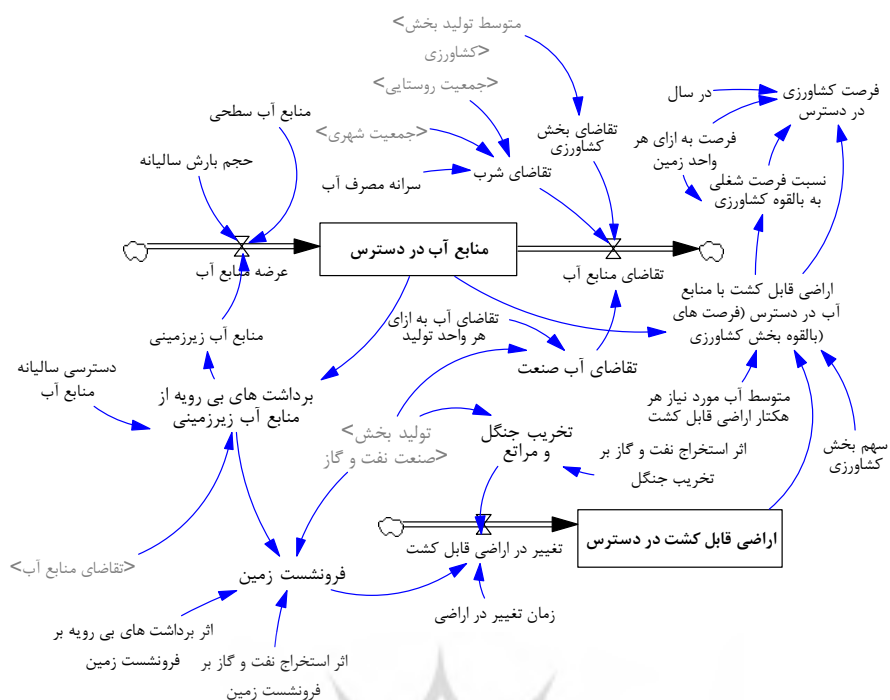 <متوسط تولید بخش
کشاورزی>
<جمعیت روستایی>
<جمعیت شهری>
سرانه مصرف آب
تقاضای شرب
تقاضای بخش
کشاورزی
در سال
فرصت کشاورزی
در دسترس
فرصت به ازای هر
واحد زمین
نسبت فرصت شغلی
به بالقوه کشاورزی
منابع آب سطحی
حجم بارش سالیانه
عرضه منابع آب
منابع آب در دسترس
تقاضای منابع آب
اراضی قابل کشت با منابع
آب در دسترس (فرصت های
بالقوه بخش کشاورزی)
منابع آب زیرزمینی
تقاضای آب به ازای
هر واحد تولید
تقاضای آب صنعت
دسترسی سالیانه
منابع آب
برداشت های بی رویه از
منابع آب زیرزمینی
متوسط آب مورد نیاز هر
هکتار اراضی قابل کشت
سهم بخش
کشاورزی
<تولید بخش
صنعت نفت و گاز>
تخریب جنگل
و مراتع
اثر استخراج نفت و گاز بر
تخریب جنگل
تغییر در اراضی قابل کشت
اراضی قابل کشت در دسترس
<تقاضای منابع آب>
فرونشست زمین
زمان تغییر در اراضی
اثر برداشت های بی رویه بر
فرونشست زمین
اثر استخراج نفت و گاز بر
فرونشست زمین